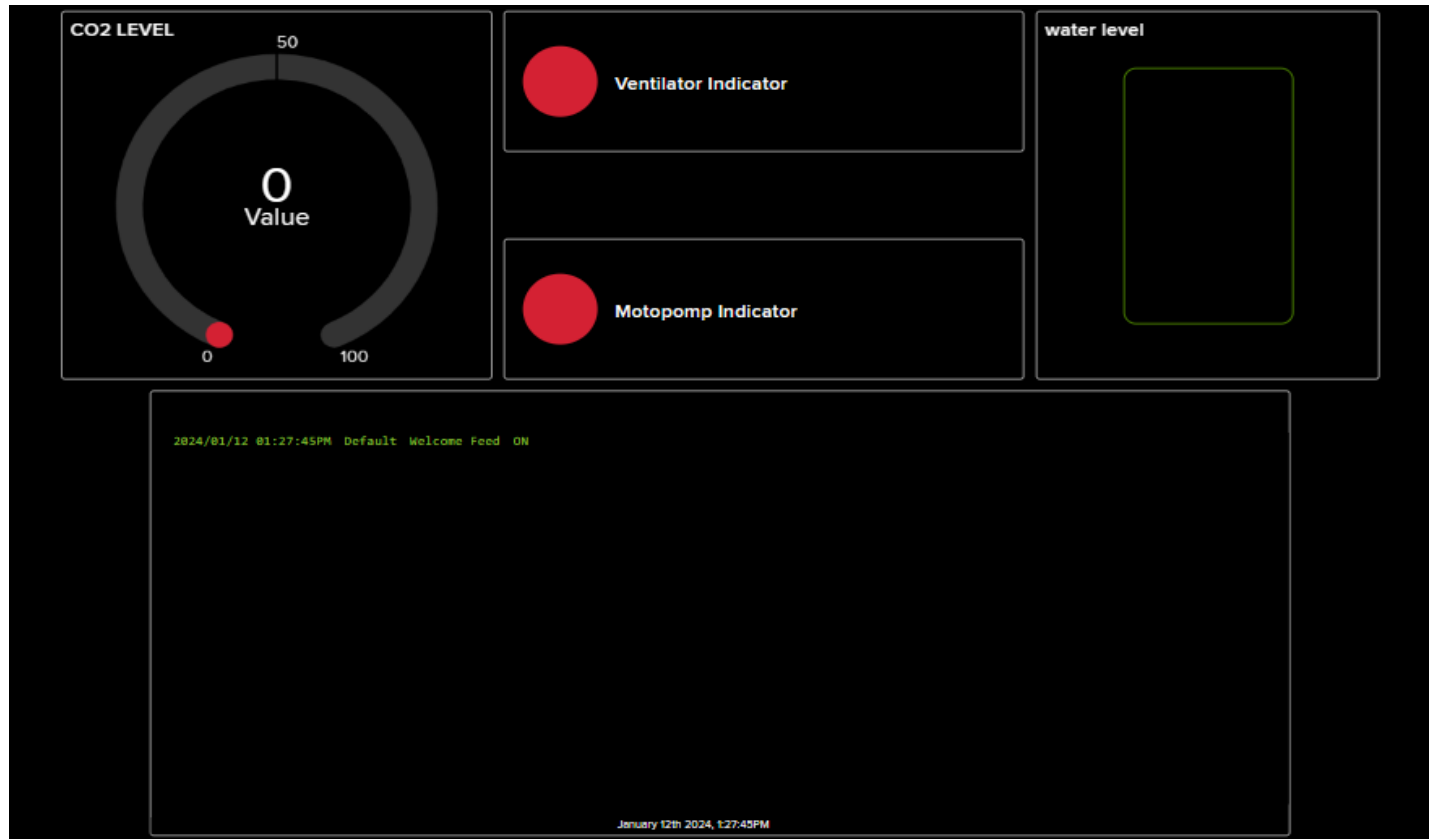 CO2 LEVEL
50
0
Value
0
100
Ventilator Indicator
Motopomp Indicator
water level
2024/01/12 01:27:45PM Default Welcome Feed ON
January 12th 2024, 1:27:45PM